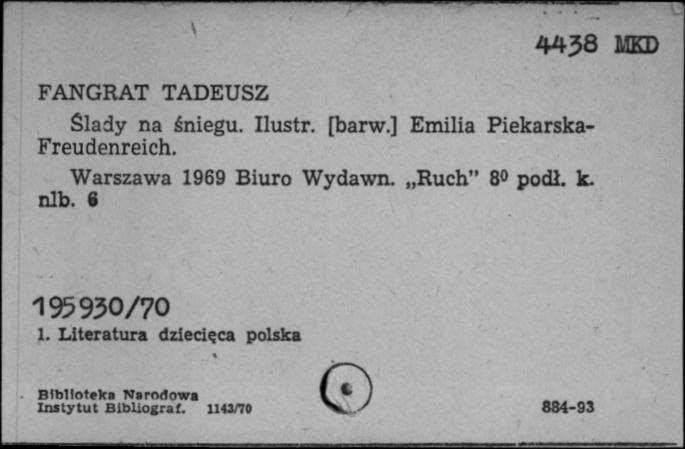 4438 MKD
FANGRAT TADEUSZ
Ślady na śniegu. Ilustr. [barw.] Emilia Piekarska-
Freudenreich.
Warszawa 1969 Biuro Wydawn. „Ruch” 8⁰ podł. k.
nlb. 6
195930/70
1. Literatura dziecięca polska
Biblioteka Narodowa
Instytut Bibliograf. 1143/70
884-93